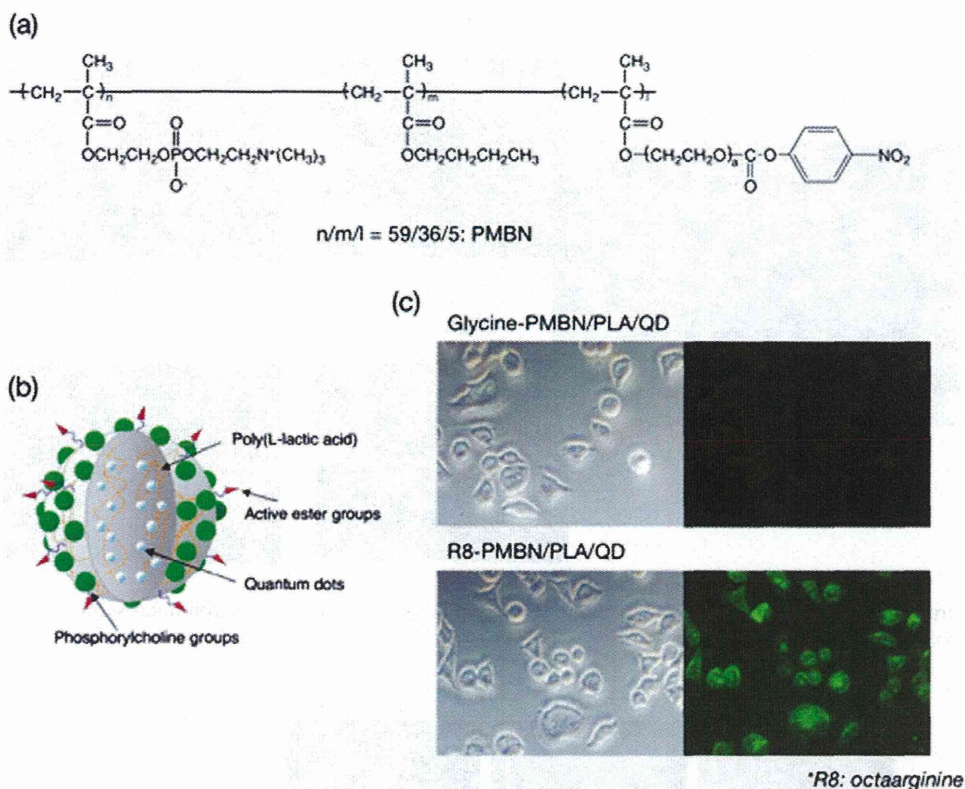 (a)
CH₃ CH₃ CH₃
(CH₂—C)n (CH₂—C)m (CH₂—C)l
C=O C=O C=O
OCH₂CH₂OPOCH₂CH₂N⁺(CH₃)₃ OCH₂CH₂CH₂CH₃ O—(CH₂CH₂O)a—C—O NO₂
O
O⁻
O
n/m/l = 59/36/5: PMBN
(b)
Poly(L-lactic acid)
Active ester groups
Quantum dots
Phosphorylcholine groups
(c)
Glycine-PMBN/PLA/QD
R8-PMBN/PLA/QD
*R8: octaarginine